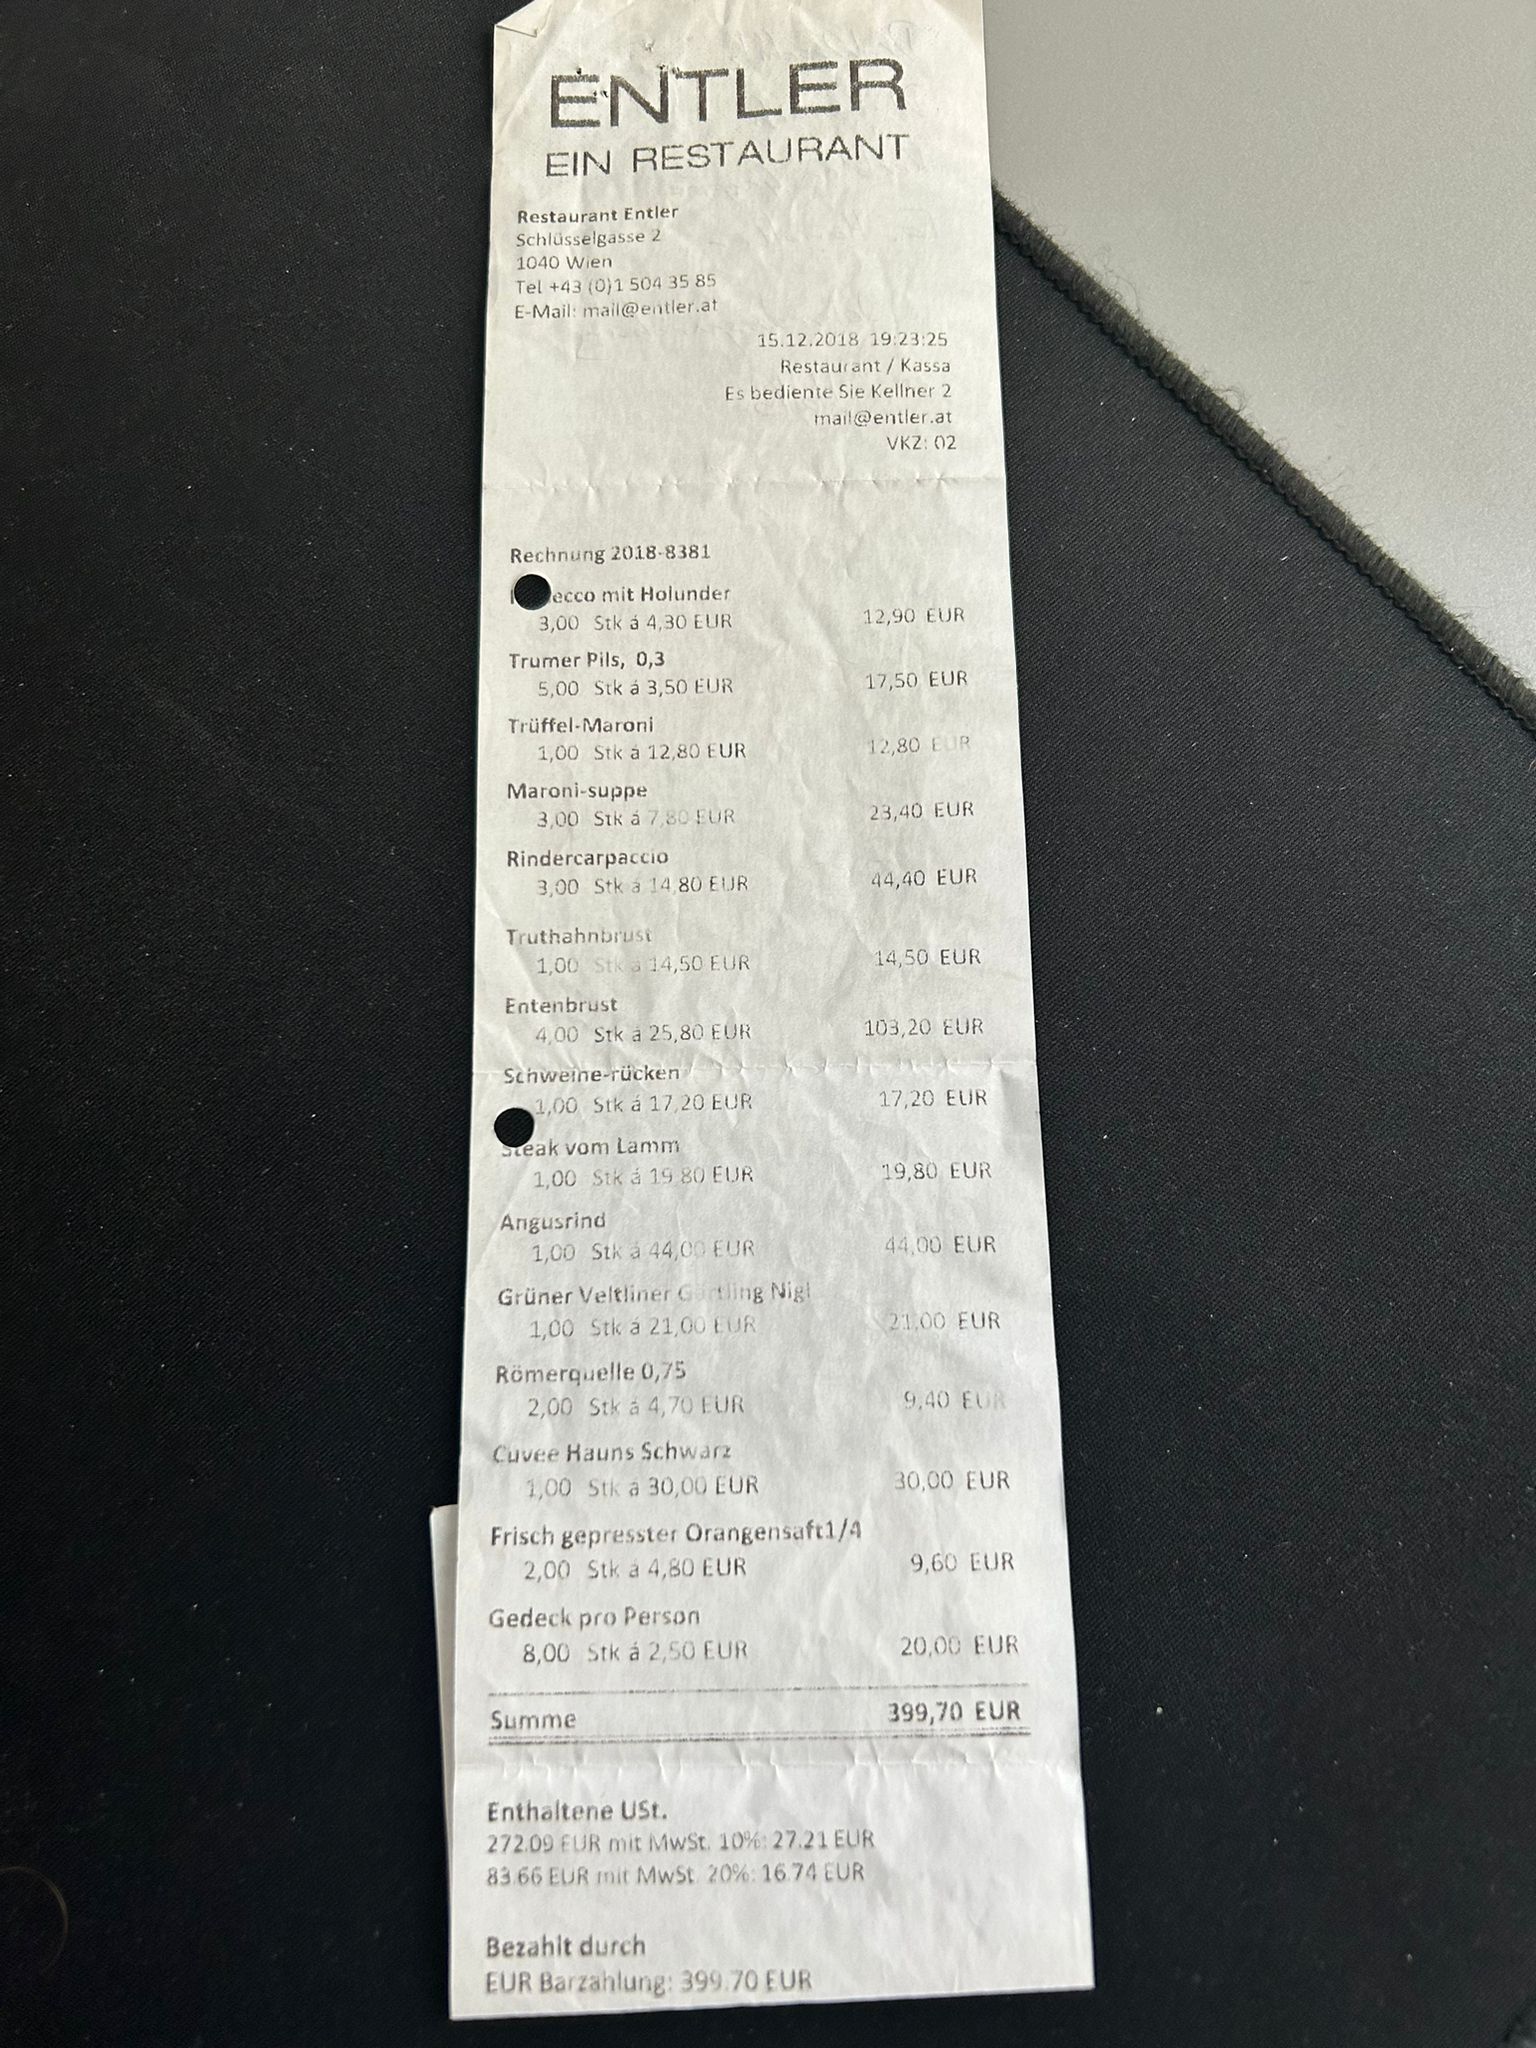 ENTLER
EIN RESTAURANT
Restaurant Entler
Schlüsselgasse 2
1040 Wien
Tel +43 (0)1 504 35 85
E-Mail: mail@entler.at
15.12.2018 19:23:25
Restaurant / Kassa
Es bediente Sie Kellner 2
mail@entler.at
VKZ: 02
Rechnung 2018-8381
mit Holunder
3,00 Stk á 4,30 EUR 12,90 EUR
Trumer Pils, 0,3
5,00 Stk á 3,50 EUR 17,50 EUR
Trüffel-Maroni
1,00 Stk á 12,80 EUR 12,80 EUR
Maroni-suppe
3,00 Stk á 7,80 EUR 23,40 EUR
Rindercarpaccio
3,00 Stk á 14,80 EUR 44,40 EUR
Truthahnbrust
1,00 Stk á 14,50 EUR 14,50 EUR
Entenbrust
4,00 Stk á 25,80 EUR 103,20 EUR
Schweine-rücken
1,00 Stk á 17,20 EUR 17,20 EUR
Steak vom Lamm
1,00 Stk á 19,80 EUR 19,80 EUR
Angusrind
1,00 Stk á 44,00 EUR 44,00 EUR
Grüner Veltliner Gärtling Nigl
1,00 Stk á 21,00 EUR 21,00 EUR
Römerquelle 0,75
2,00 Stk á 4,70 EUR 9,40 EUR
Cuvee Hauns Schwarz
1,00 Stk á 30,00 EUR 30,00 EUR
Frisch gepresster Orangensaft1/4
2,00 Stk á 4,80 EUR 9,60 EUR
Gedeck pro Person
8,00 Stk á 2,50 EUR 20,00 EUR
Summe 399,70 EUR
Enthaltene USt.
272.09 EUR mit MwSt. 10%: 27.21 EUR
83.66 EUR mit MwSt. 20%: 16.74 EUR
Bezahlt durch
EUR Barzahlung: 399.70 EUR